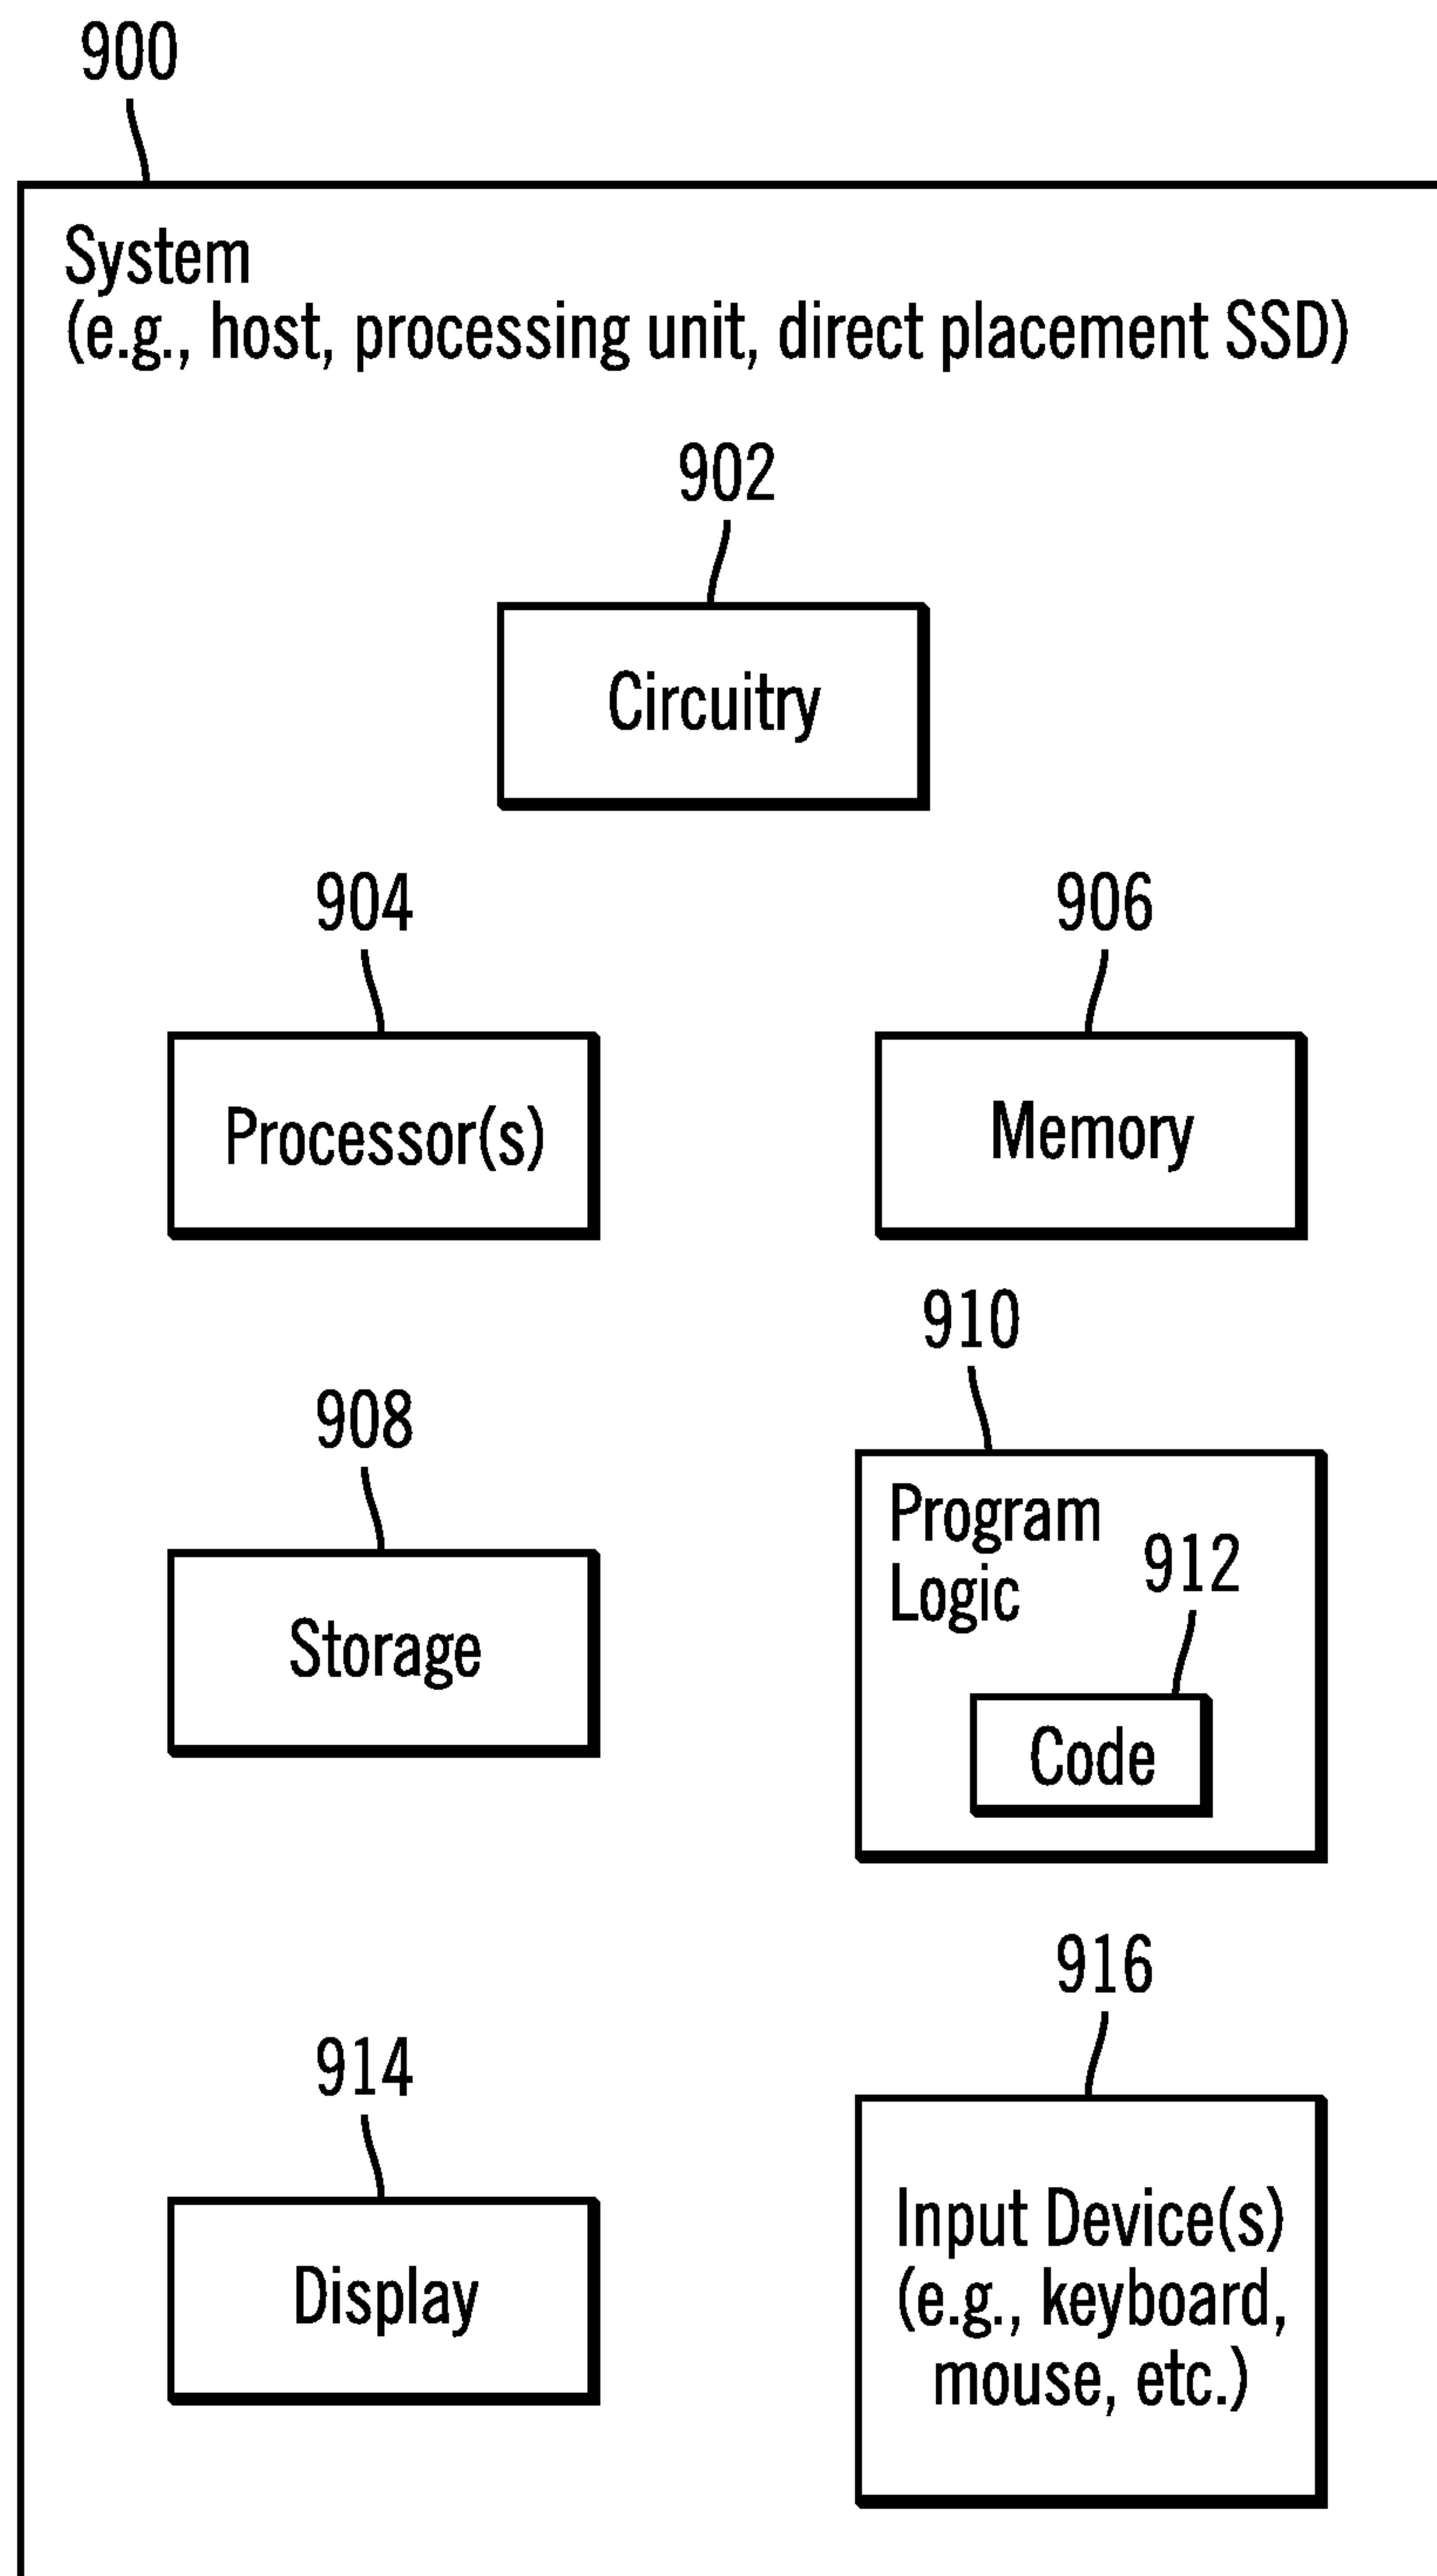 900
System
(e.g., host, processing unit, direct placement SSD)
902
Circuitry
904
906
Processor(s)
Memory
910
908
Program
Logic
912
Storage
Code
916
914
Input Device(s)
(e.g., keyboard,
mouse, etc.)
Display